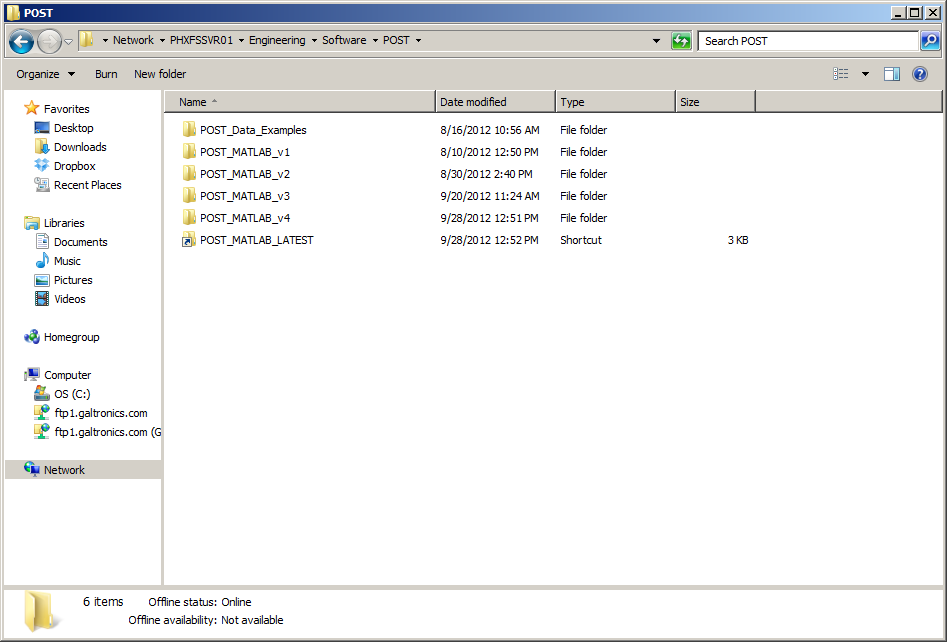 POST
Network PHXFSSVR01 Engineering Software POST Search POST
Organize Burn New folder
Favorites
Desktop
Downloads
Dropbox
Recent Places
Libraries
Documents
Music
Pictures
Videos
Homegroup
Computer
OS (C:)
ftp1.galtronics.com
ftp1.galtronics.com (G
Network
Name Date modified Type Size
POST_Data_Examples 8/16/2012 10:56 AM File folder
POST_MATLAB_v1 8/10/2012 12:50 PM File folder
POST_MATLAB_v2 8/30/2012 2:40 PM File folder
POST_MATLAB_v3 9/20/2012 11:24 AM File folder
POST_MATLAB_v4 9/28/2012 12:51 PM File folder
POST_MATLAB_LATEST 9/28/2012 12:52 PM Shortcut 3 KB
6 items Offline status: Online
Offline availability: Not available